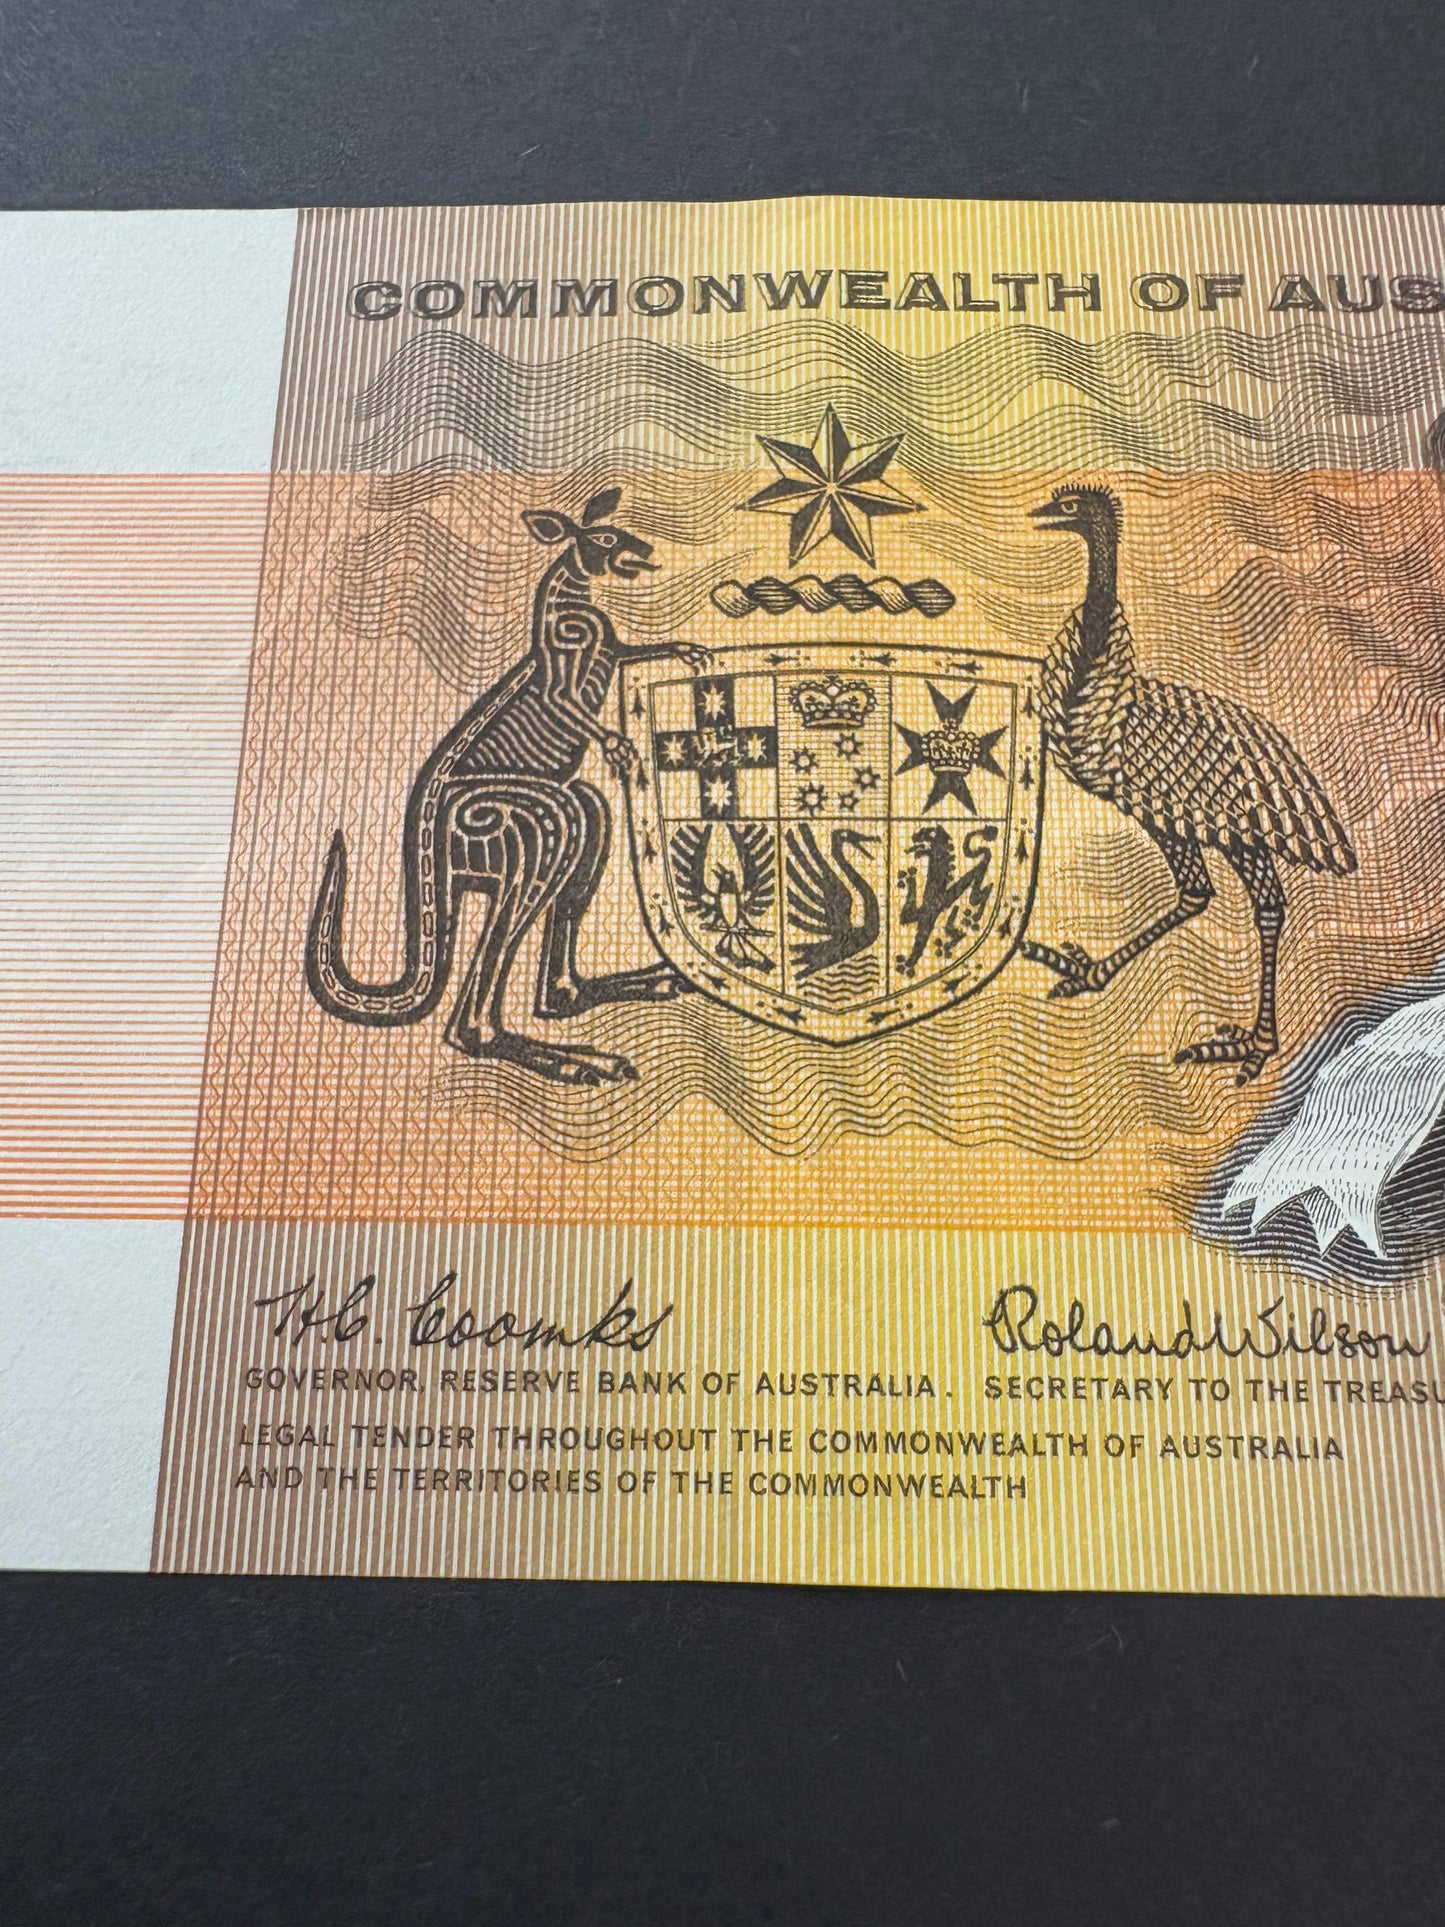 COMMONWEALTH OF AUS
H.C. Coombs
Roland Wilson
GOVERNOR, RESERVE BANK OF AUSTRALIA. SECRETARY TO THE TREASU
LEGAL TENDER THROUGHOUT THE COMMONWEALTH OF AUSTRALIA
AND THE TERRITORIES OF THE COMMONWEALTH